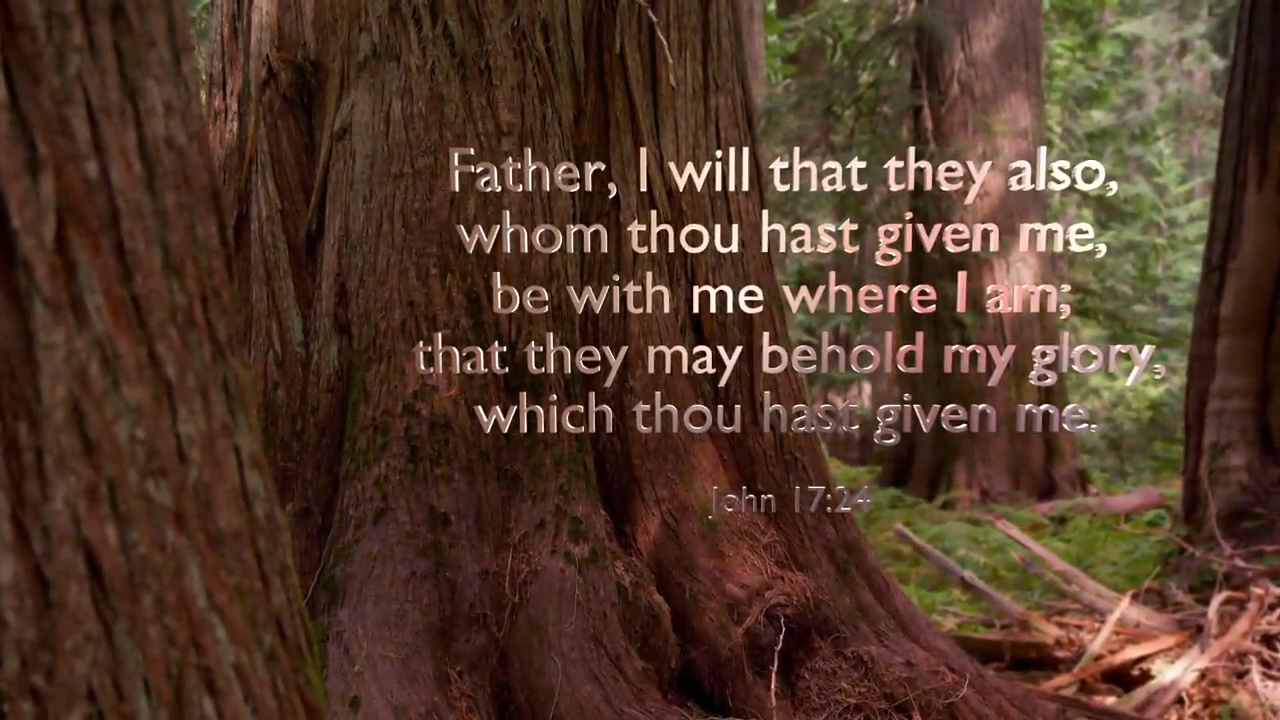 Father, I will that they also,
whom thou hast given me,
be with me where I am;
that they may behold my glory,
which thou hast given me.
John 17:24